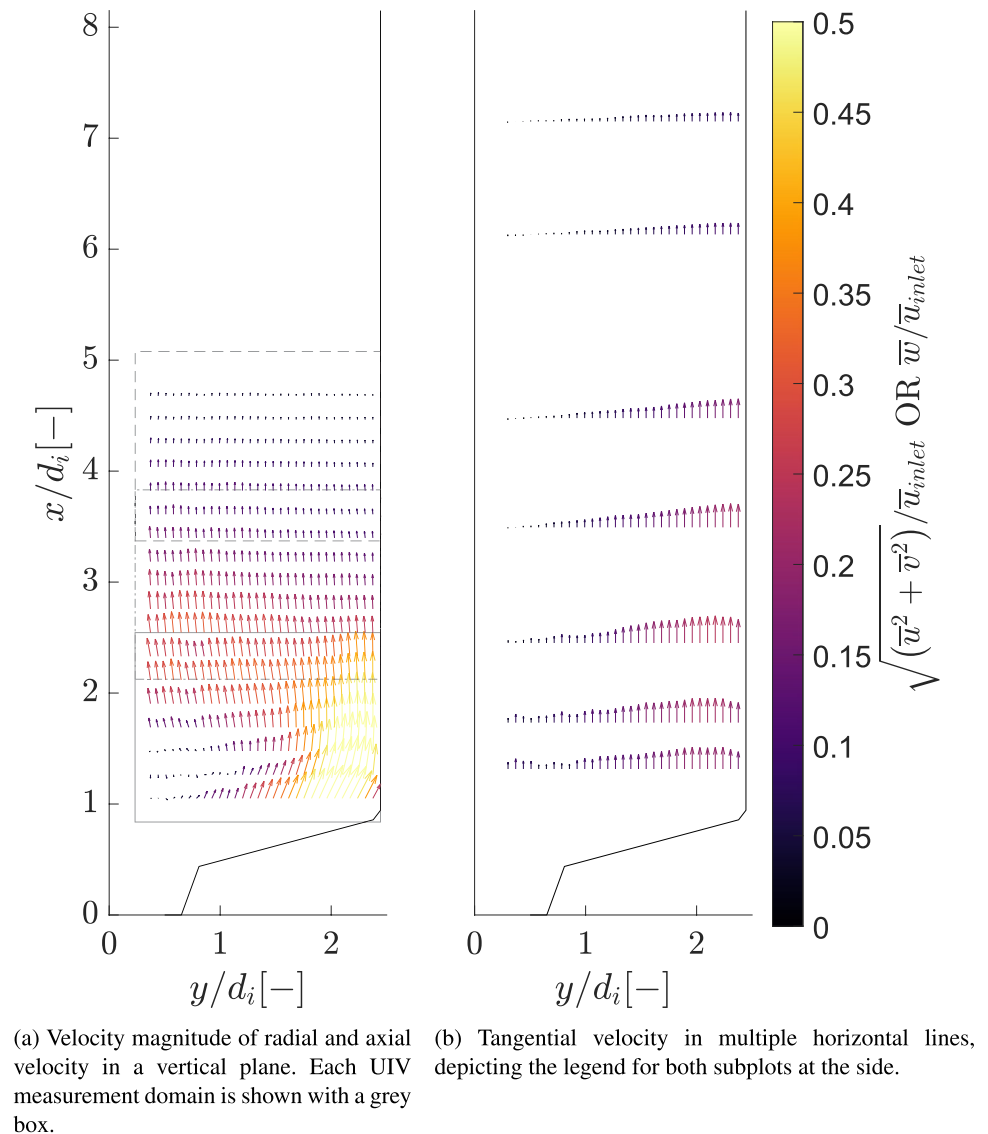 8
7
6
5
4
3
2
1
0
x/d_i[−]
0 1 2
y/d_i[−]
0 1 2
y/d_i[−]
0.5
0.45
0.4
0.35
0.3
0.25
0.2
0.15
0.1
0.05
0
√(u̅² + v̅²)/u̅_inlet OR w̅/u̅_inlet
(a) Velocity magnitude of radial and axial
velocity in a vertical plane. Each UIV
measurement domain is shown with a grey
box.
(b) Tangential velocity in multiple horizontal lines,
depicting the legend for both subplots at the side.